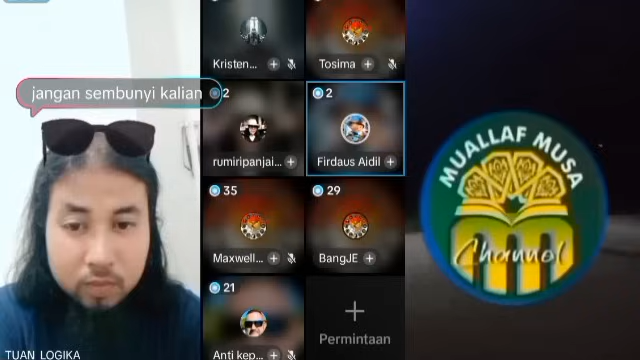 jangan sembunyi kalian
TUAN LOGIKA
Kristen...
Tosima
2
rumiripanjai...
2
Firdaus Aidil
35
Maxwell...
29
BangJE
21
Anti kep...
Permintaan
MUALLAF MUSA
Channel